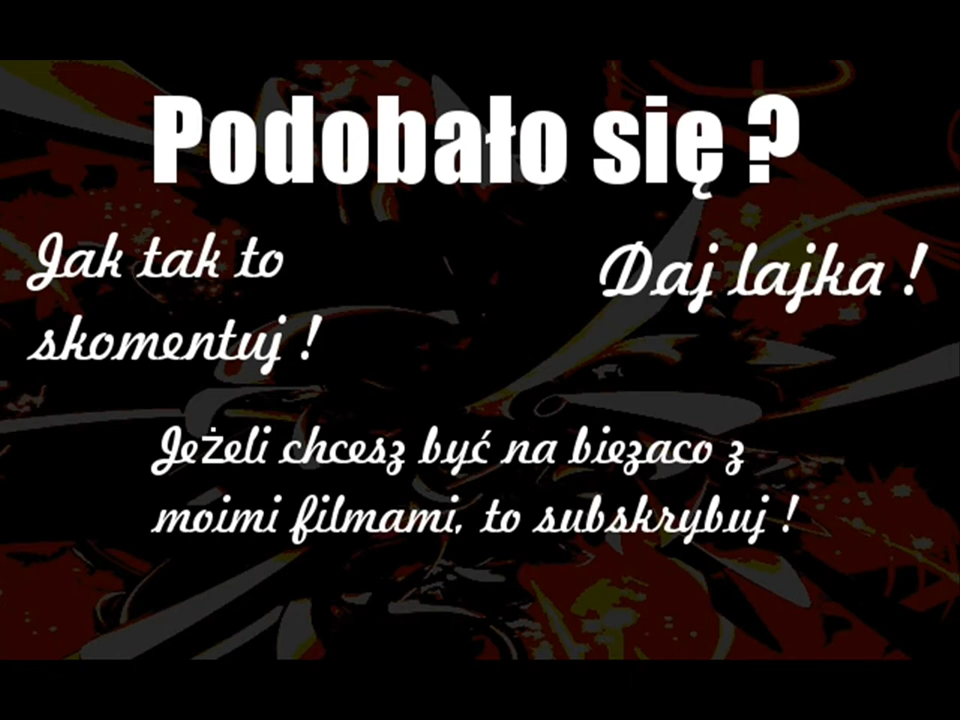 Podobało się ?
Jak tak to
skomentuj !
Daj lajka !
Jeżeli chcesz być na biezaco z
moimi filmami, to subskrybuj !